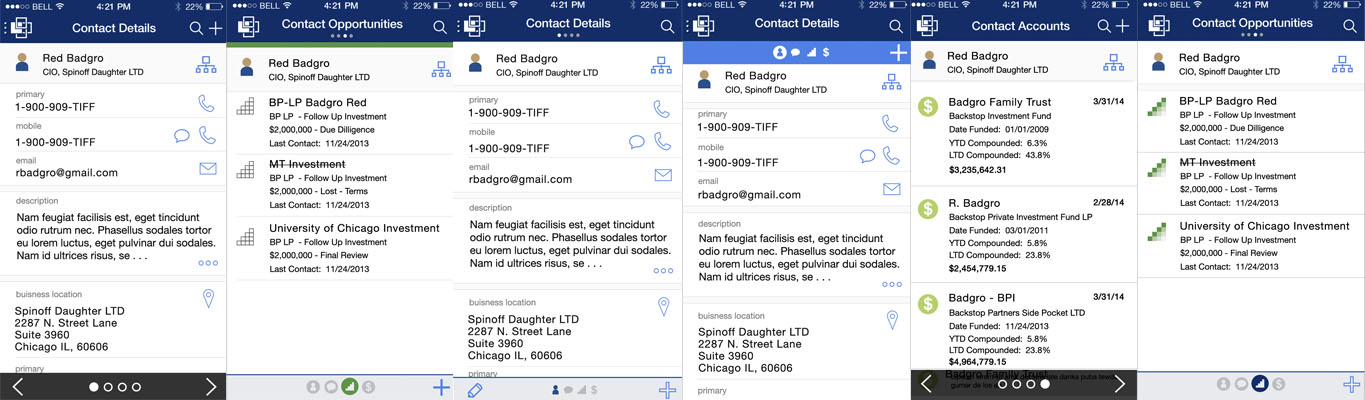 ●●●○○ BELL 4:21 PM 22%
Contact Details
Red Badgro
CIO, Spinoff Daughter LTD
primary
1-900-909-TIFF
mobile
1-900-909-TIFF
email
rbadgro@gmail.com
description
Nam feugiat facilisis est, eget tincidunt
odio rutrum nec. Phasellus sodales tortor
eu lorem luctus, eget pulvinar dui sodales.
Nam id ultrices risus, se . . .
buisness location
Spinoff Daughter LTD
2287 N. Street Lane
Suite 3960
Chicago IL, 60606
primary
●●●○○ BELL 4:21 PM 22%
Contact Opportunities
Red Badgro
CIO, Spinoff Daughter LTD
BP-LP Badgro Red
BP LP - Follow Up Investment
$2,000,000 - Due Dilligence
Last Contact: 11/24/2013
MT Investment
BP LP - Follow Up Investment
$2,000,000 - Lost - Terms
Last Contact: 11/24/2013
University of Chicago Investment
BP LP - Follow Up Investment
$2,000,000 - Final Review
Last Contact: 11/24/2013
$
●●●○○ BELL 4:21 PM 22%
Contact Details
Red Badgro
CIO, Spinoff Daughter LTD
primary
1-900-909-TIFF
mobile
1-900-909-TIFF
email
rbadgro@gmail.com
description
Nam feugiat facilisis est, eget tincidunt
odio rutrum nec. Phasellus sodales tortor
eu lorem luctus, eget pulvinar dui sodales.
Nam id ultrices risus, se . . .
buisness location
Spinoff Daughter LTD
2287 N. Street Lane
Suite 3960
Chicago IL, 60606
$
●●●○○ BELL 4:21 PM 22%
Contact Details
$
Red Badgro
CIO, Spinoff Daughter LTD
primary
1-900-909-TIFF
mobile
1-900-909-TIFF
email
rbadgro@gmail.com
description
Nam feugiat facilisis est, eget tincidunt
odio rutrum nec. Phasellus sodales tortor
eu lorem luctus, eget pulvinar dui sodales.
Nam id ultrices risus, se . . .
buisness location
Spinoff Daughter LTD
2287 N. Street Lane
Suite 3960
Chicago IL, 60606
primary
●●●○○ BELL 4:21 PM 22%
Contact Accounts
Red Badgro
CIO, Spinoff Daughter LTD
$
Badgro Family Trust 3/31/14
Backstop Investment Fund
Date Funded: 01/01/2009
YTD Compounded: 6.3%
LTD Compounded: 43.8%
$3,235,642.31
$
R. Badgro 2/28/14
Backstop Private Investment Fund LP
Date Funded: 03/01/2011
YTD Compounded: 5.8%
LTD Compounded: 23.8%
$2,454,779.15
$
Badgro - BPI 3/31/14
Backstop Partners Side Pocket LTD
Date Funded: 11/24/2013
YTD Compounded: 5.8%
LTD Compounded: 23.8%
$4,964,779.15
Badgro Family Trust
●●●○○ BELL 4:21 PM 22%
Contact Opportunities
Red Badgro
CIO, Spinoff Daughter LTD
BP-LP Badgro Red
BP LP - Follow Up Investment
$2,000,000 - Due Dilligence
Last Contact: 11/24/2013
MT Investment
BP LP - Follow Up Investment
$2,000,000 - Lost - Terms
Last Contact: 11/24/2013
University of Chicago Investment
BP LP - Follow Up Investment
$2,000,000 - Final Review
Last Contact: 11/24/2013
$